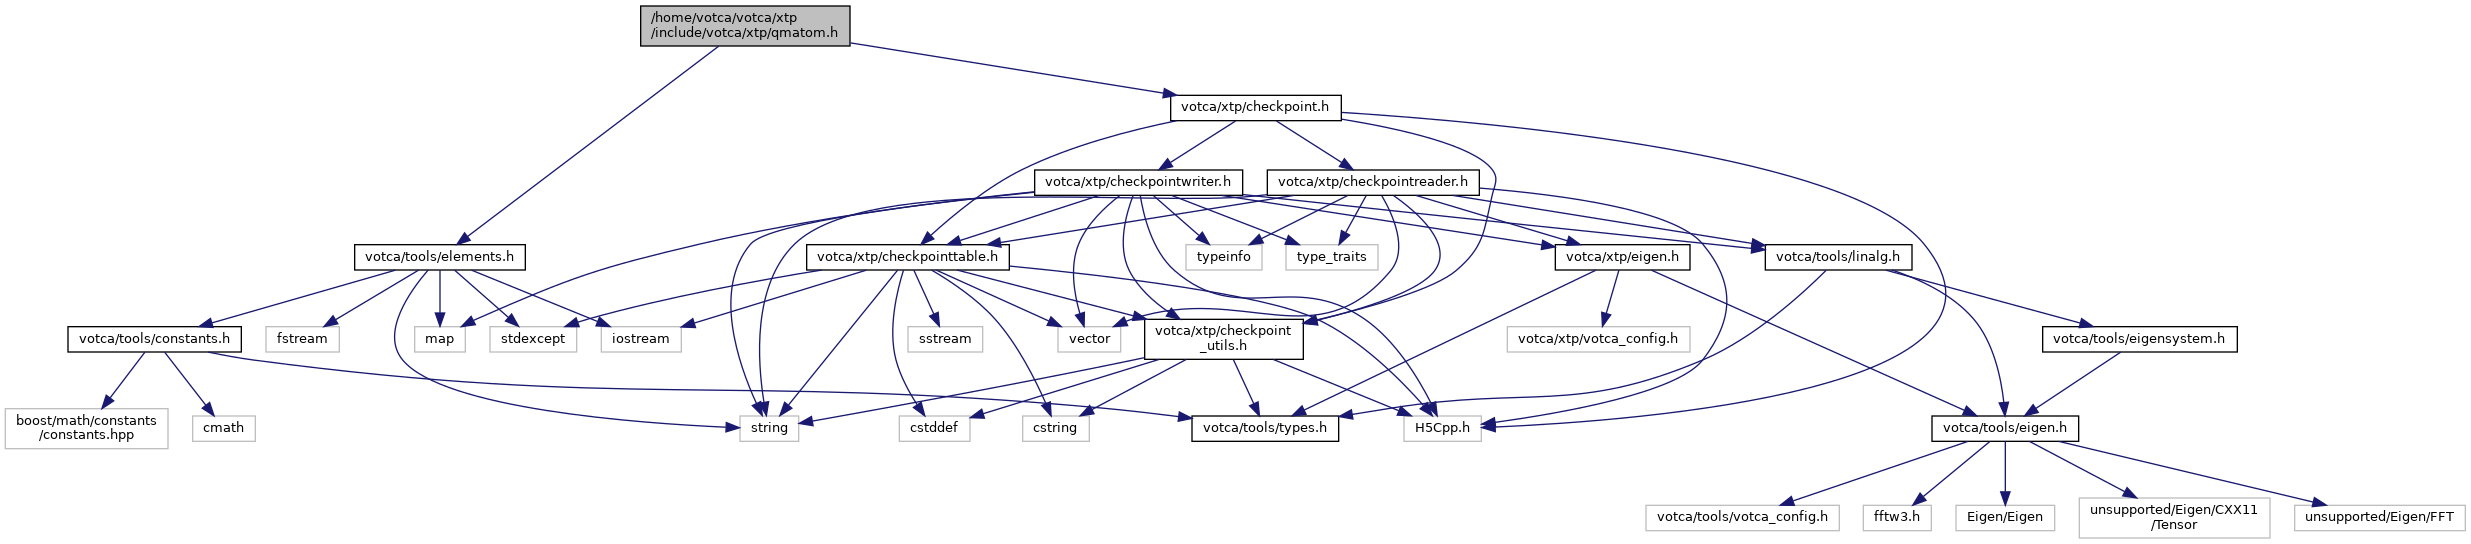 /home/votca/votca/xtp
/include/votca/xtp/qmatom.h
votca/xtp/checkpoint.h
votca/xtp/checkpointwriter.h
votca/xtp/checkpointreader.h
votca/tools/elements.h
votca/xtp/checkpointtable.h
typeinfo
type_traits
votca/xtp/eigen.h
votca/tools/linalg.h
votca/tools/constants.h
fstream
map
stdexcept
iostream
sstream
vector
votca/xtp/checkpoint
_utils.h
votca/xtp/votca_config.h
votca/tools/eigensystem.h
boost/math/constants
/constants.hpp
cmath
string
cstddef
cstring
votca/tools/types.h
H5Cpp.h
votca/tools/eigen.h
votca/tools/votca_config.h
fftw3.h
Eigen/Eigen
unsupported/Eigen/CXX11
/Tensor
unsupported/Eigen/FFT